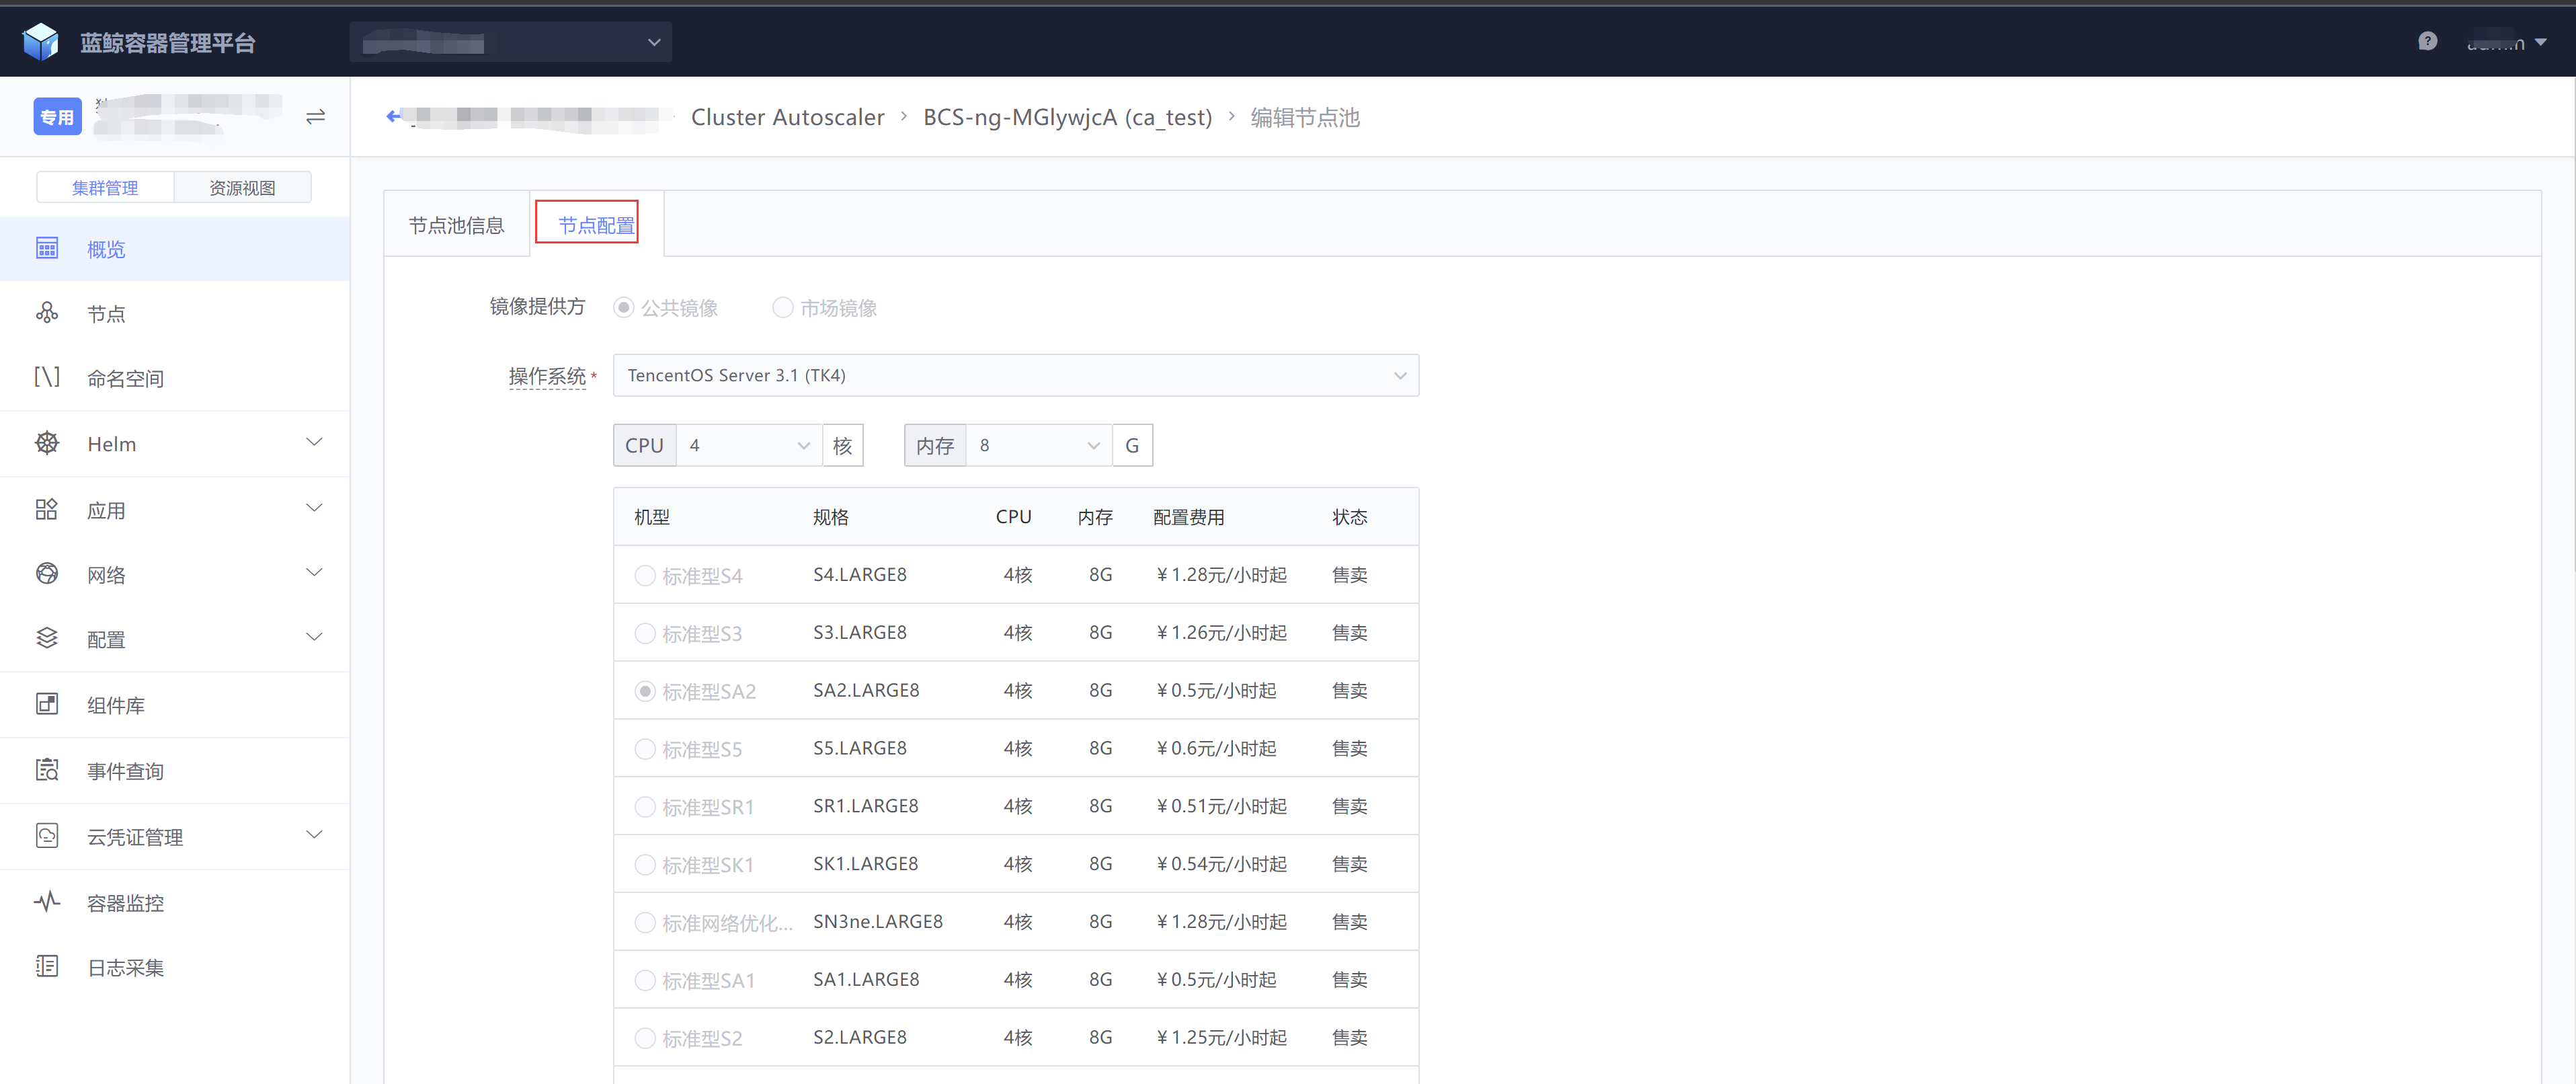 蓝鲸容器管理平台
专用
Cluster Autoscaler > BCS-ng-MGlywjcA (ca_test) > 编辑节点池
集群管理 资源视图
概览
节点
命名空间
Helm
应用
网络
配置
组件库
事件查询
云凭证管理
容器监控
日志采集
节点池信息 节点配置
镜像提供方 公共镜像 市场镜像
操作系统 * TencentOS Server 3.1 (TK4)
CPU 4 核 内存 8 G
机型 规格 CPU 内存 配置费用 状态
标准型S4 S4.LARGE8 4核 8G ¥1.28元/小时起 售卖
标准型S3 S3.LARGE8 4核 8G ¥1.26元/小时起 售卖
标准型SA2 SA2.LARGE8 4核 8G ¥0.5元/小时起 售卖
标准型S5 S5.LARGE8 4核 8G ¥0.6元/小时起 售卖
标准型SR1 SR1.LARGE8 4核 8G ¥0.51元/小时起 售卖
标准型SK1 SK1.LARGE8 4核 8G ¥0.54元/小时起 售卖
标准网络优化... SN3ne.LARGE8 4核 8G ¥1.28元/小时起 售卖
标准型SA1 SA1.LARGE8 4核 8G ¥0.5元/小时起 售卖
标准型S2 S2.LARGE8 4核 8G ¥1.25元/小时起 售卖